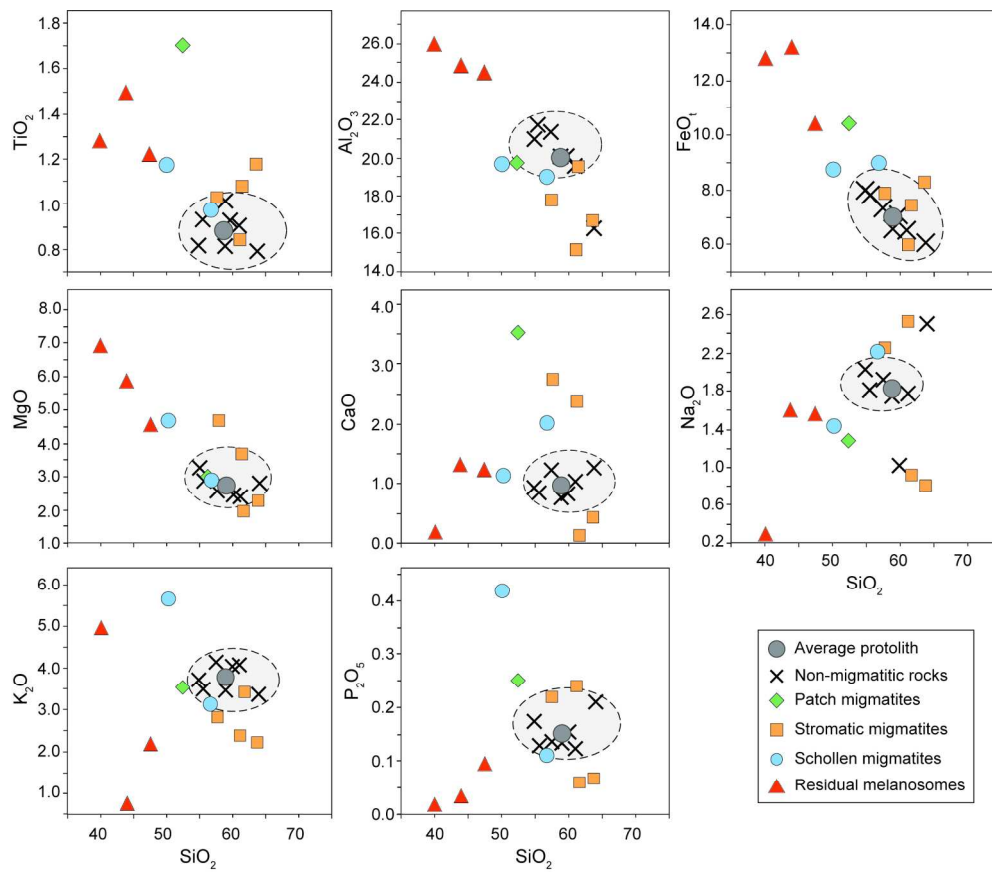 TiO2
1.8
1.6
1.4
1.2
1.0
0.8
Al2O3
26.0
24.0
22.0
20.0
18.0
16.0
14.0
FeOt
14.0
12.0
10.0
8.0
6.0
MgO
8.0
7.0
6.0
5.0
4.0
3.0
2.0
1.0
CaO
4.0
3.0
2.0
1.0
0.0
Na2O
2.6
2.2
1.8
1.4
1.0
0.6
0.2
40 50 60 70
SiO2
K2O
6.0
5.0
4.0
3.0
2.0
1.0
40 50 60 70
SiO2
P2O5
0.4
0.3
0.2
0.1
0.0
40 50 60 70
SiO2
Average protolith
Non-migmatitic rocks
Patch migmatites
Stromatic migmatites
Schollen migmatites
Residual melanosomes